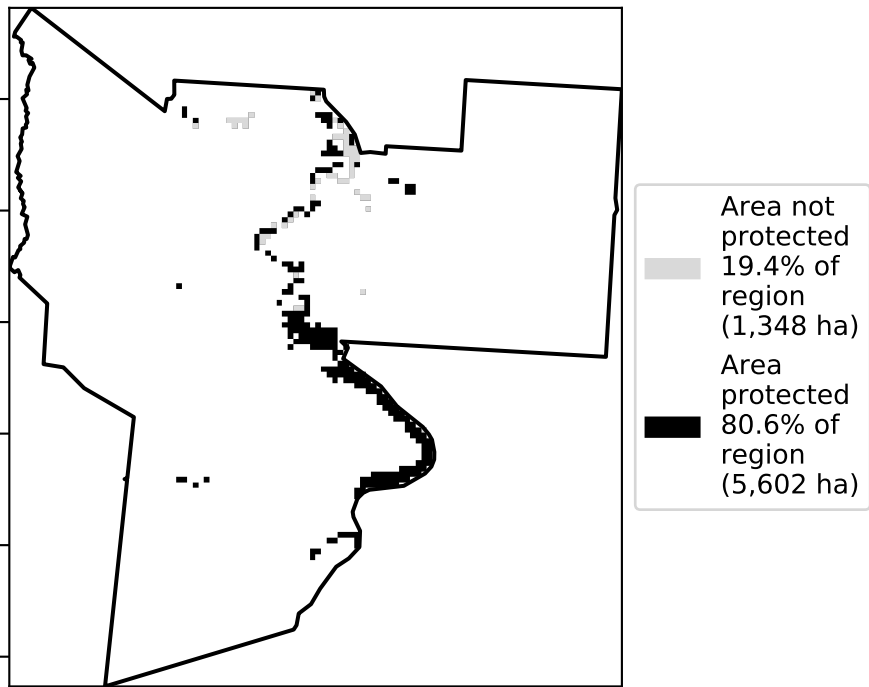 Area not
protected
19.4% of
region
(1,348 ha)
Area
protected
80.6% of
region
(5,602 ha)